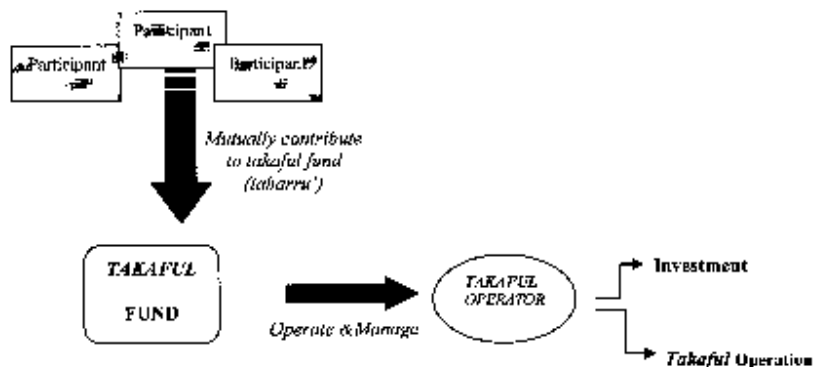 Participant
Participant
Participant
Mutually contribute
to takaful fund
(tabarru')
TAKAFUL
FUND
Operate & Manage
TAKAFUL
OPERATOR
Investment
Takaful Operation